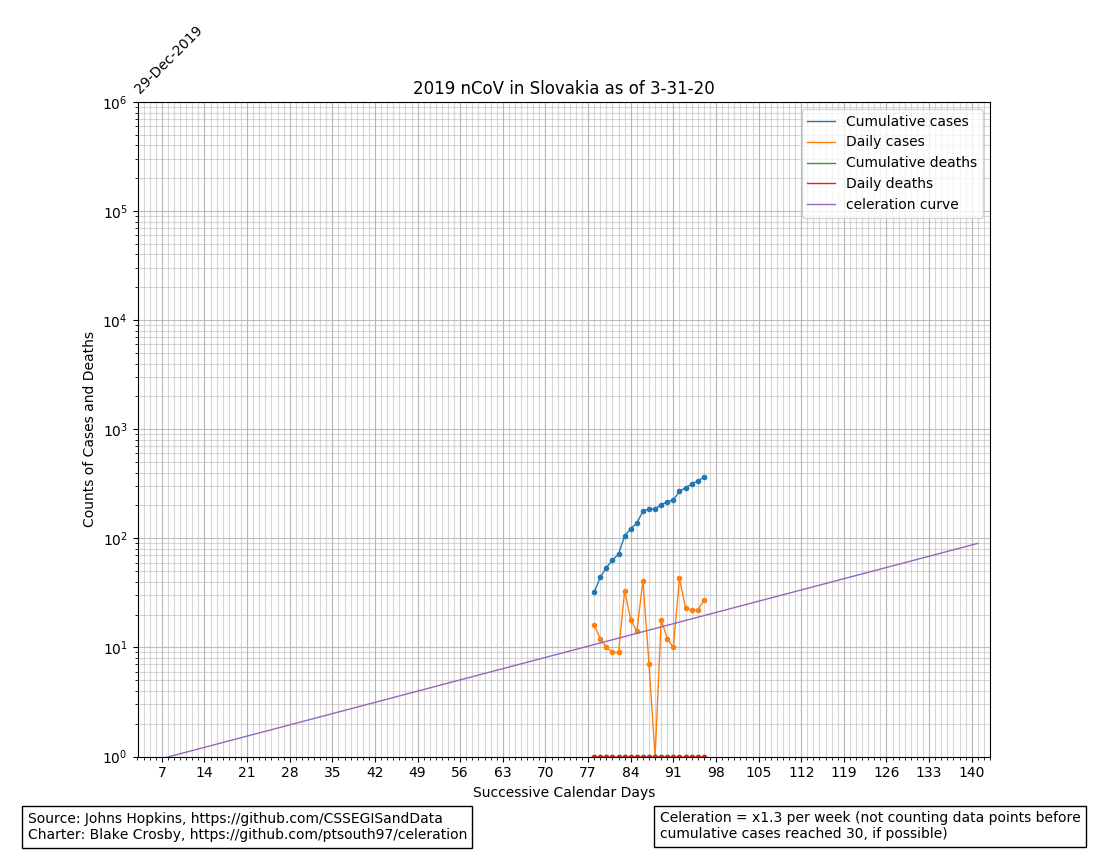 29-Dec-2019
2019 nCoV in Slovakia as of 3-31-20
Cumulative cases
Daily cases
Cumulative deaths
Daily deaths
celeration curve
Counts of Cases and Deaths
10^6
10^5
10^4
10^3
10^2
10^1
10^0
7 14 21 28 35 42 49 56 63 70 77 84 91 98 105 112 119 126 133 140
Successive Calendar Days
Source: Johns Hopkins, https://github.com/CSSEGISandData
Charter: Blake Crosby, https://github.com/ptsouth97/celeration
Celeration = x1.3 per week (not counting data points before
cumulative cases reached 30, if possible)